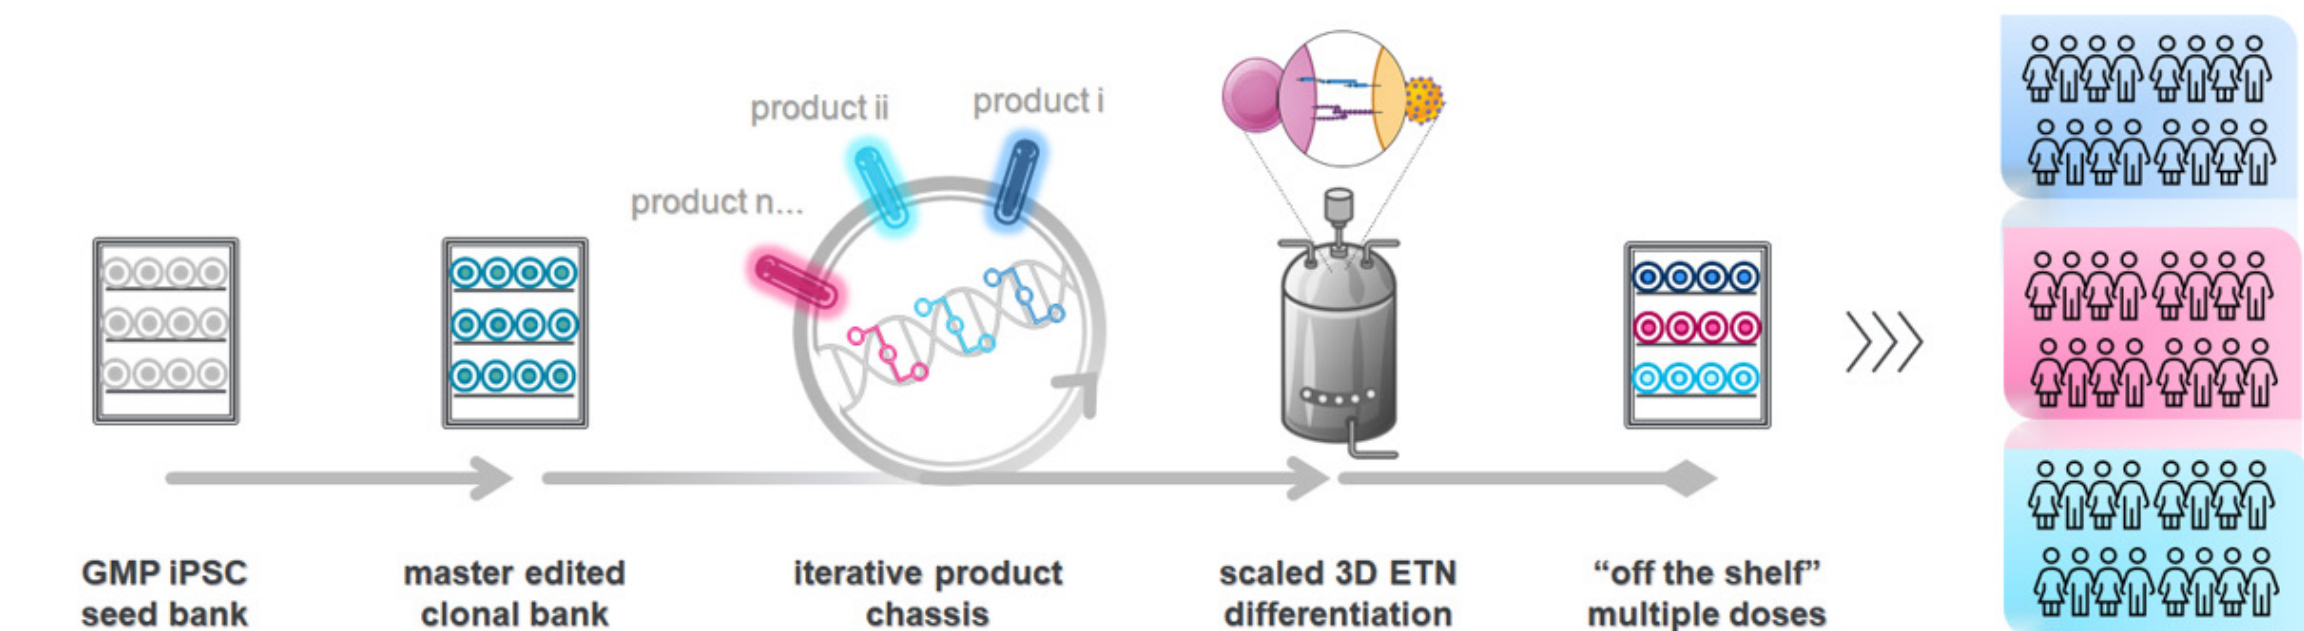 product ii
product i
product n...
GMP iPSC
seed bank
master edited
clonal bank
iterative product
chassis
scaled 3D ETN
differentiation
“off the shelf”
multiple doses